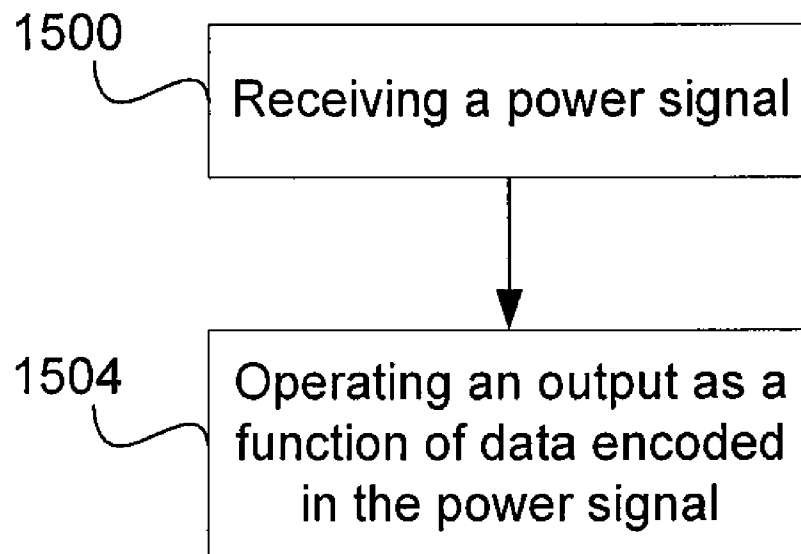 1500
Receiving a power signal
1504
Operating an output as a
function of data encoded
in the power signal